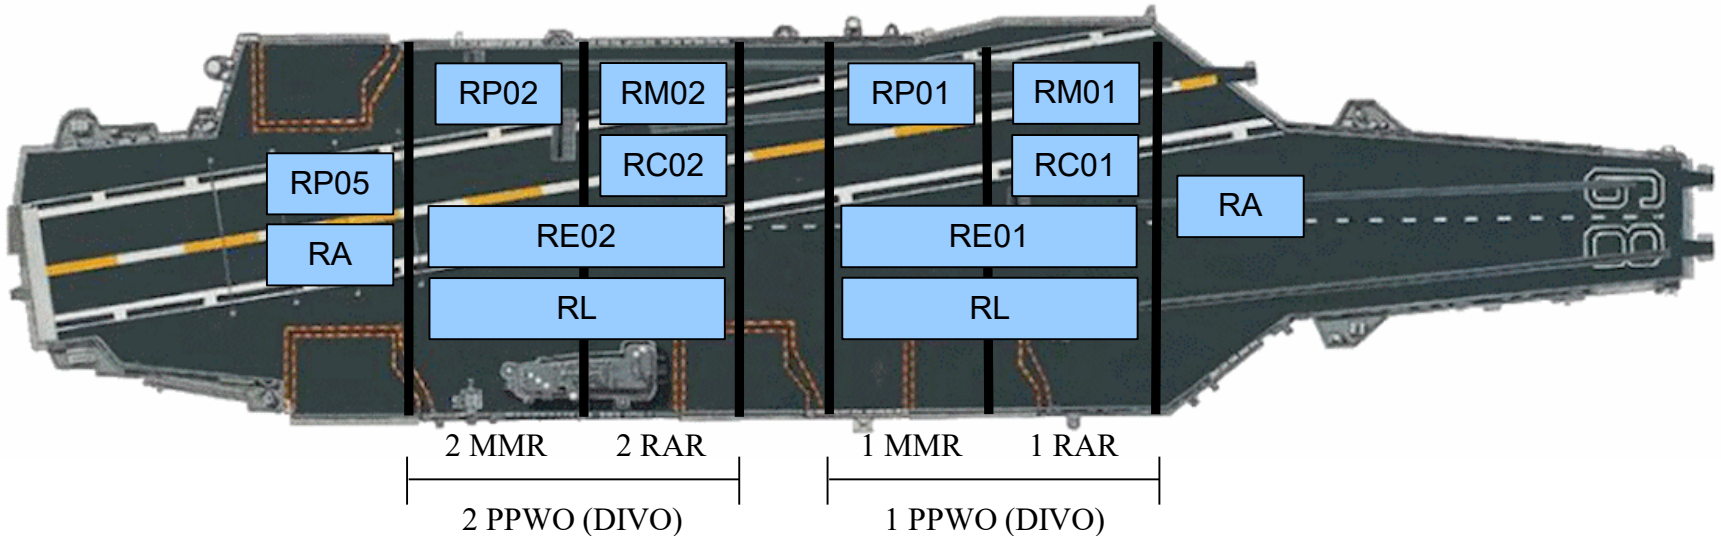 RP02
RM02
RP01
RM01
RP05
RC02
RC01
RA
RA
RE02
RE01
RL
RL
68
2 MMR
2 RAR
1 MMR
1 RAR
2 PPWO (DIVO)
1 PPWO (DIVO)